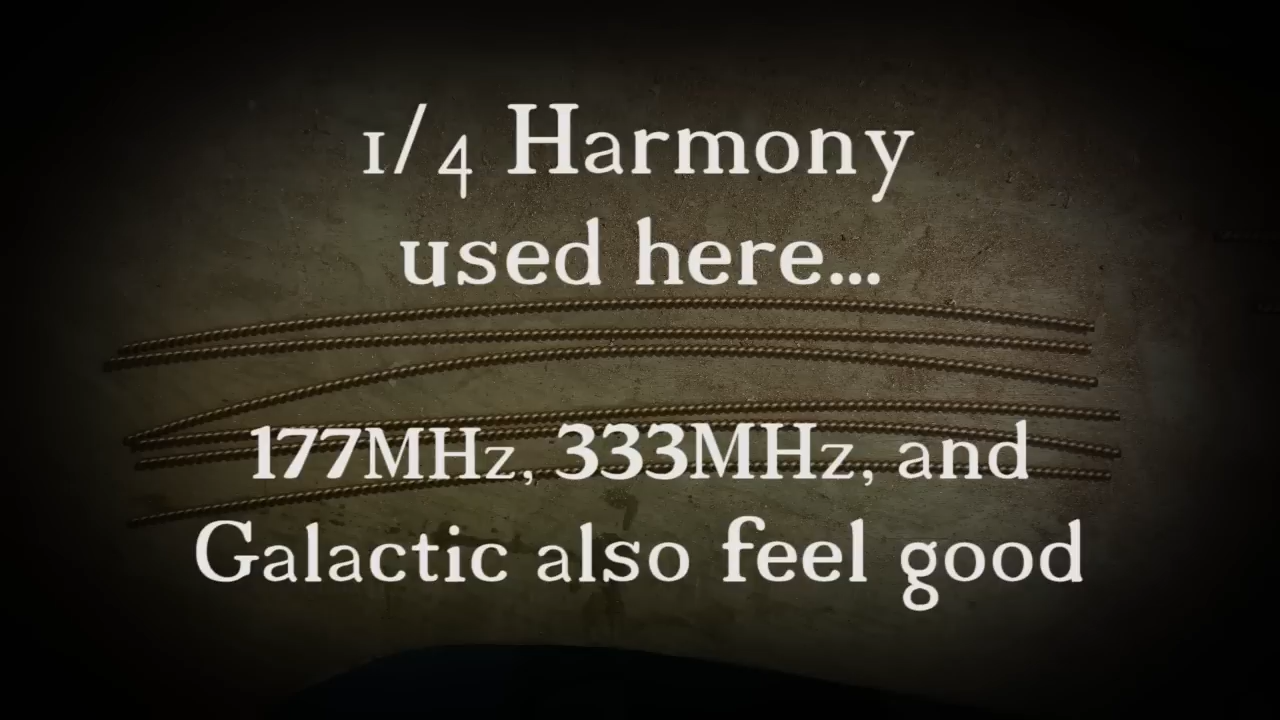 1/4 Harmony
used here...
177MHz, 333MHz, and
Galactic also feel good